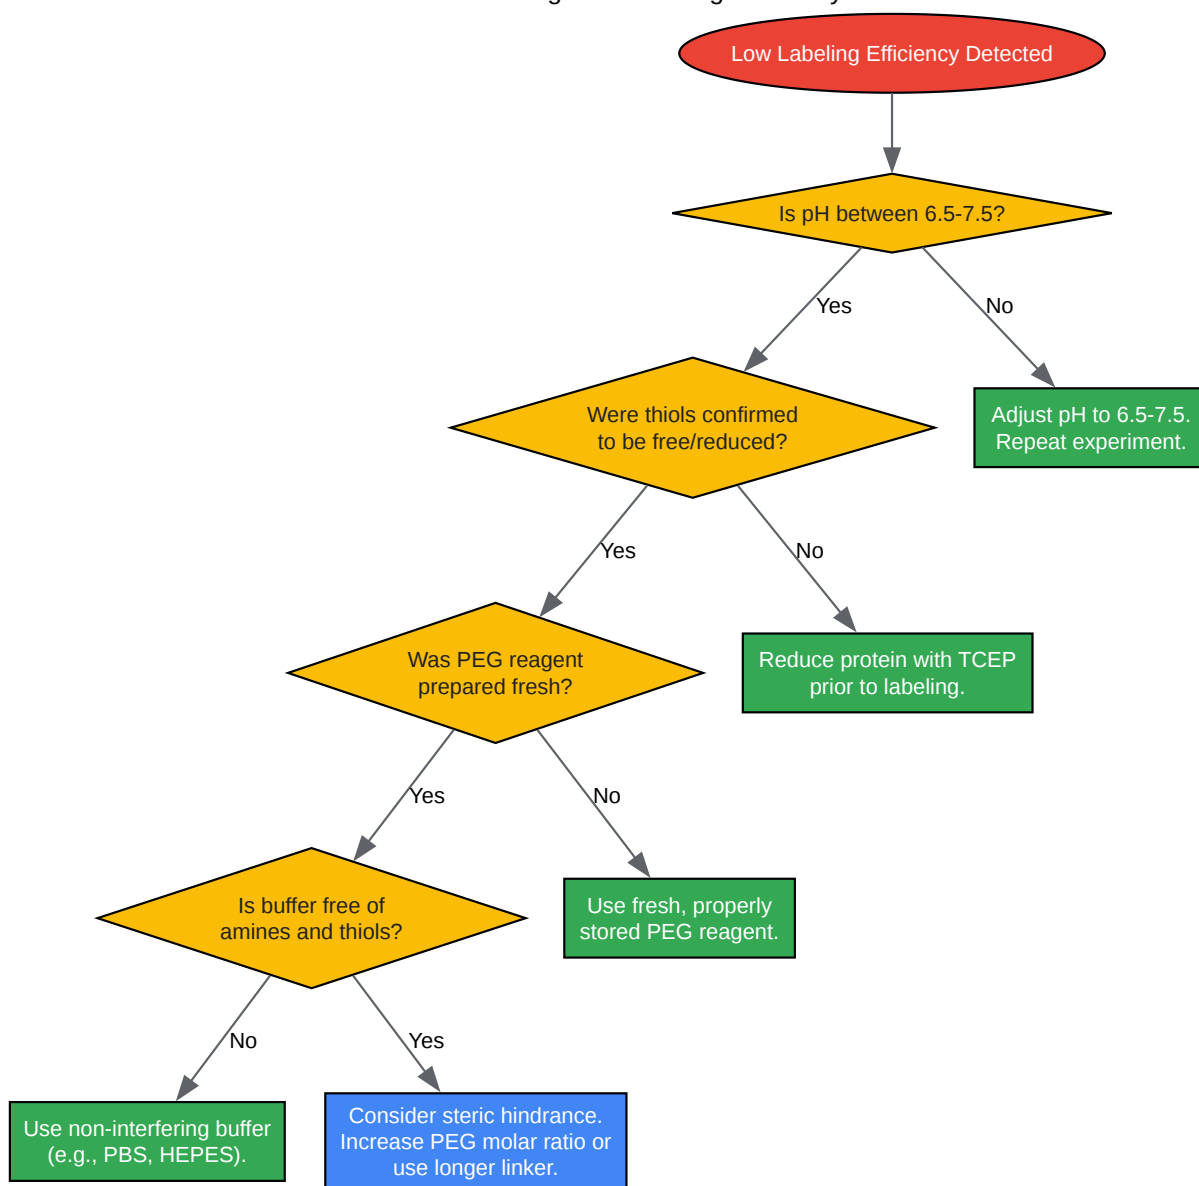 Low Labeling Efficiency Detected
Is pH between 6.5-7.5?
Yes
No
Were thiols confirmed
to be free/reduced?
Adjust pH to 6.5-7.5.
Repeat experiment.
Yes
No
Was PEG reagent
prepared fresh?
Reduce protein with TCEP
prior to labeling.
Yes
No
Is buffer free of
amines and thiols?
Use fresh, properly
stored PEG reagent.
No
Yes
Use non-interfering buffer
(e.g., PBS, HEPES).
Consider steric hindrance.
Increase PEG molar ratio or
use longer linker.